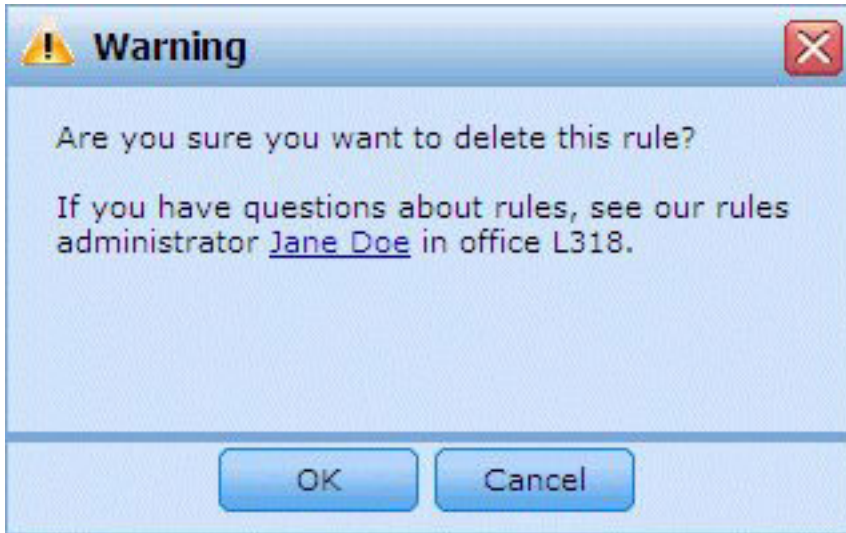 Warning
Are you sure you want to delete this rule?
If you have questions about rules, see our rules
administrator Jane Doe in office L318.
OK
Cancel